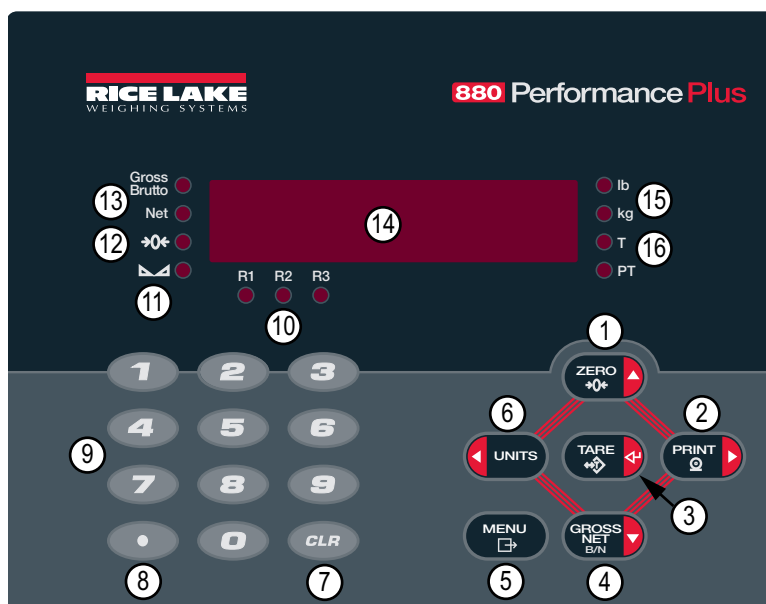 RICE LAKE
WEIGHING SYSTEMS
880 Performance Plus
Gross
Brutto
13
Net
12
→0←
11
14
lb
15
kg
T
16
PT
R1 R2 R3
10
1
ZERO
→0←
1 2 3
6
2
4 5 6
UNITS
TARE
T
PRINT
9
7 8 9
3
MENU
GROSS
NET
B/N
. 0 CLR
8
7
5
4